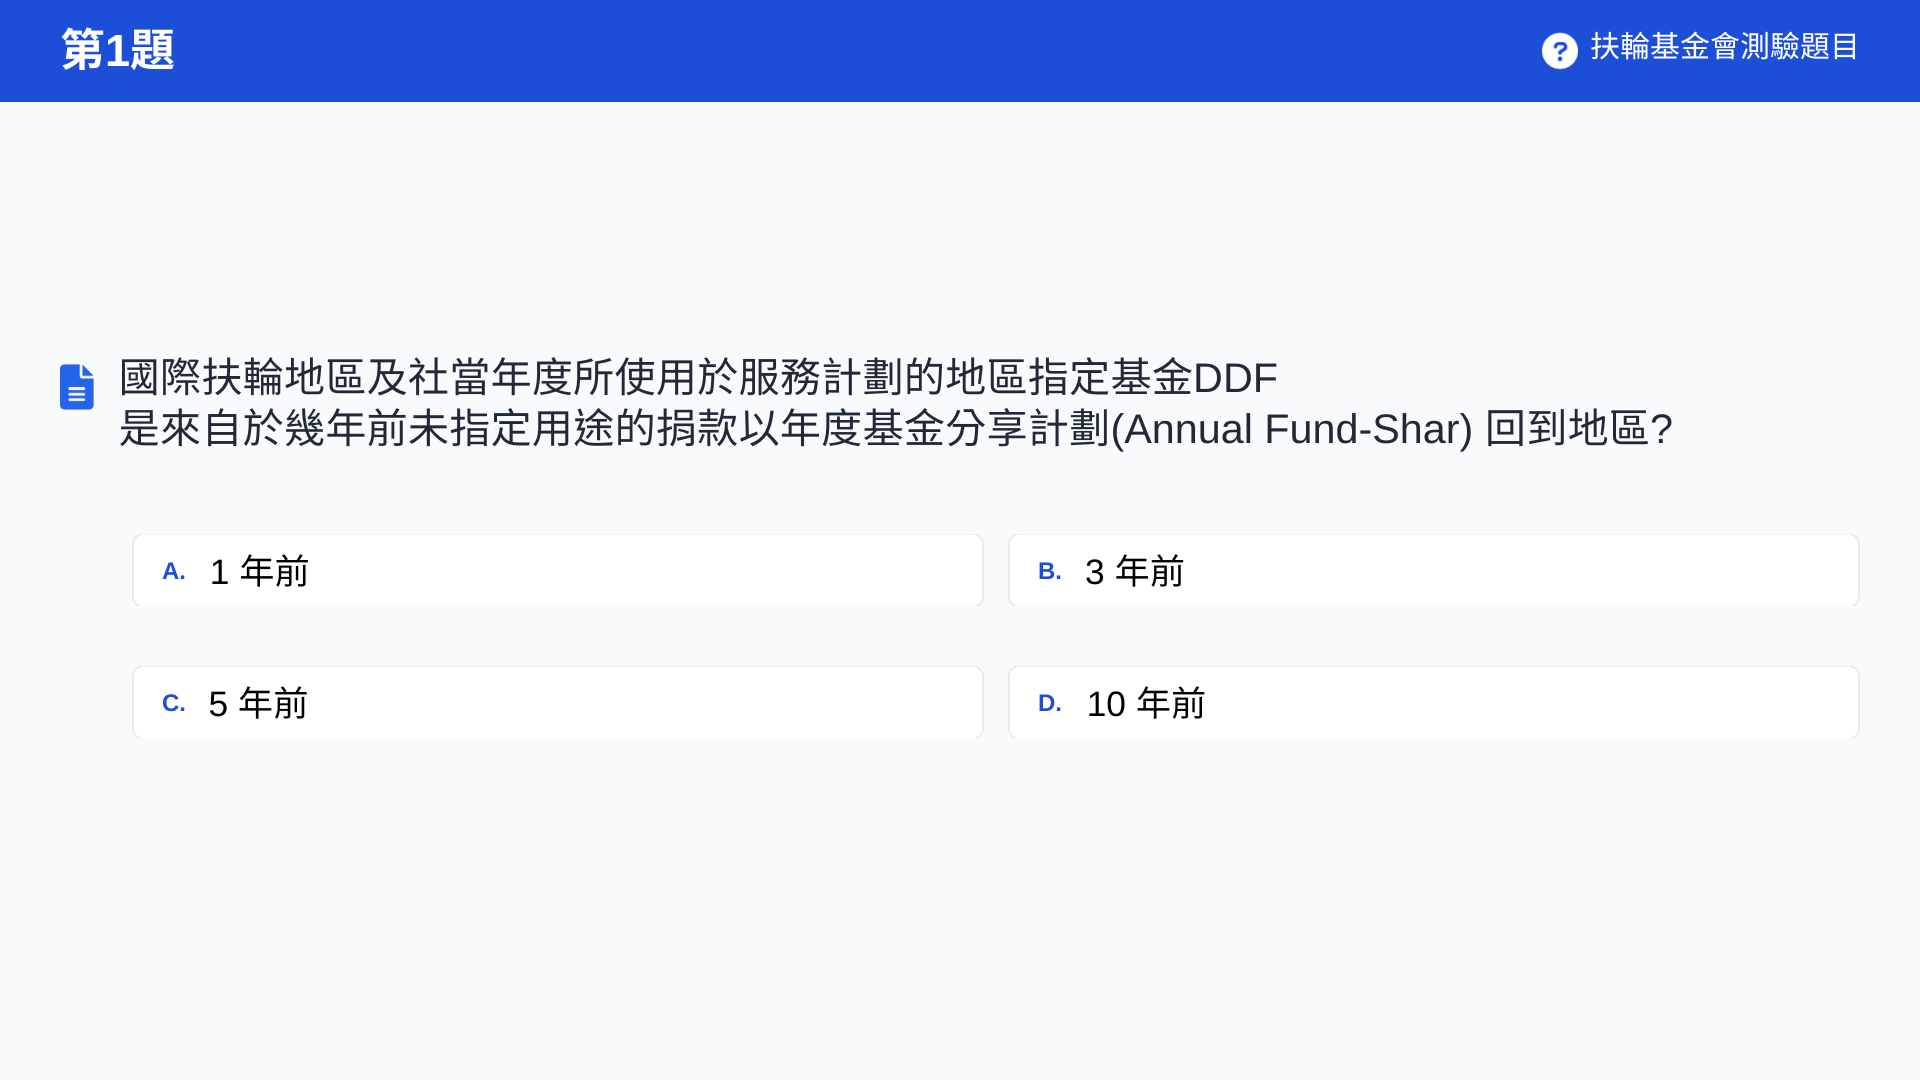 第1題
扶輪基金會測驗題目
國際扶輪地區及社當年度所使用於服務計劃的地區指定基金DDF
是來自於幾年前未指定用途的捐款以年度基金分享計劃(Annual Fund-Shar) 回到地區?
A. 1 年前
B. 3 年前
C. 5 年前
D. 10 年前